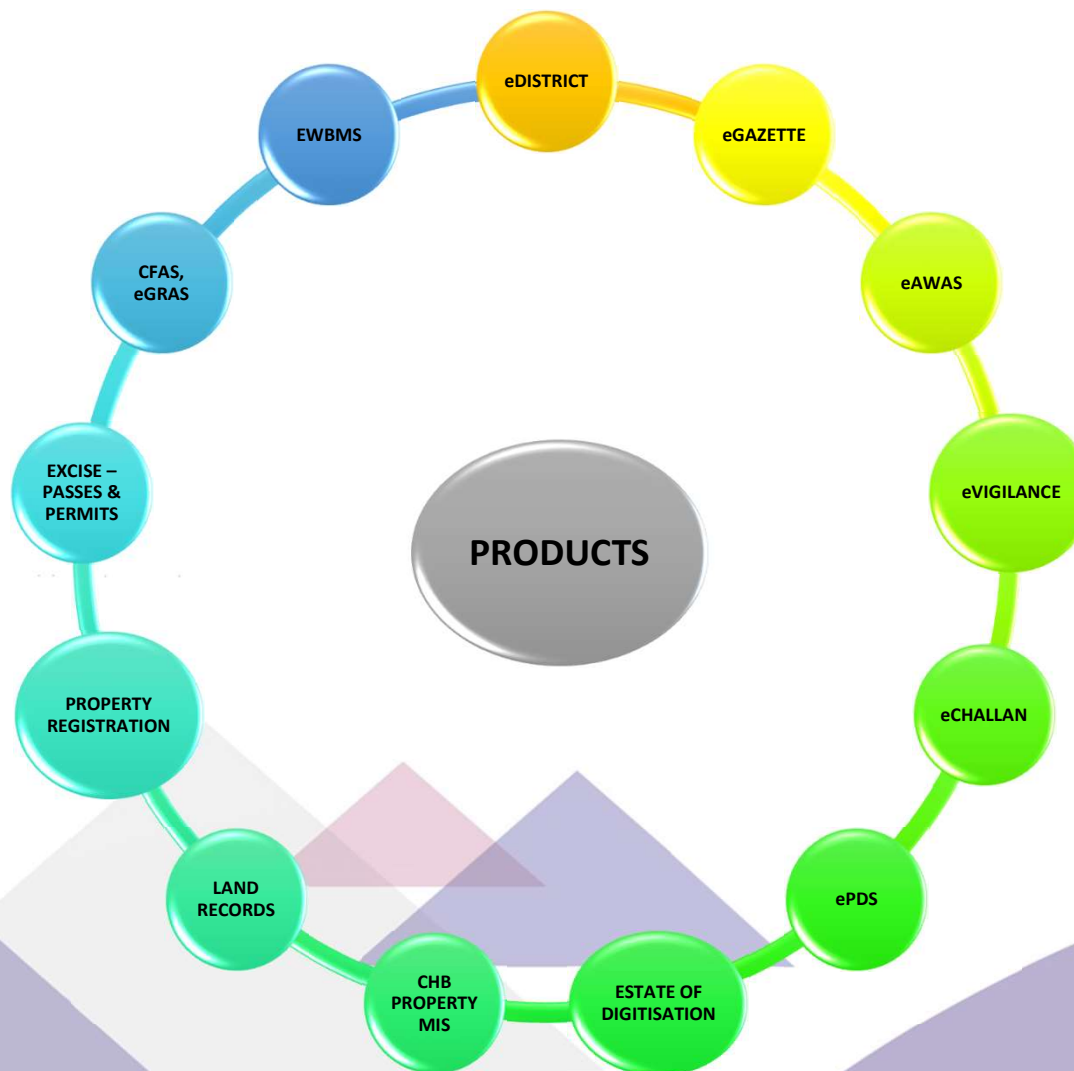 eDISTRICT
eGAZETTE
eAWAS
eVIGILANCE
eCHALLAN
ePDS
ESTATE OF
DIGITISATION
CHB
PROPERTY
MIS
LAND
RECORDS
PROPERTY
REGISTRATION
EXCISE –
PASSES &
PERMITS
CFAS,
eGRAS
EWBMS
PRODUCTS